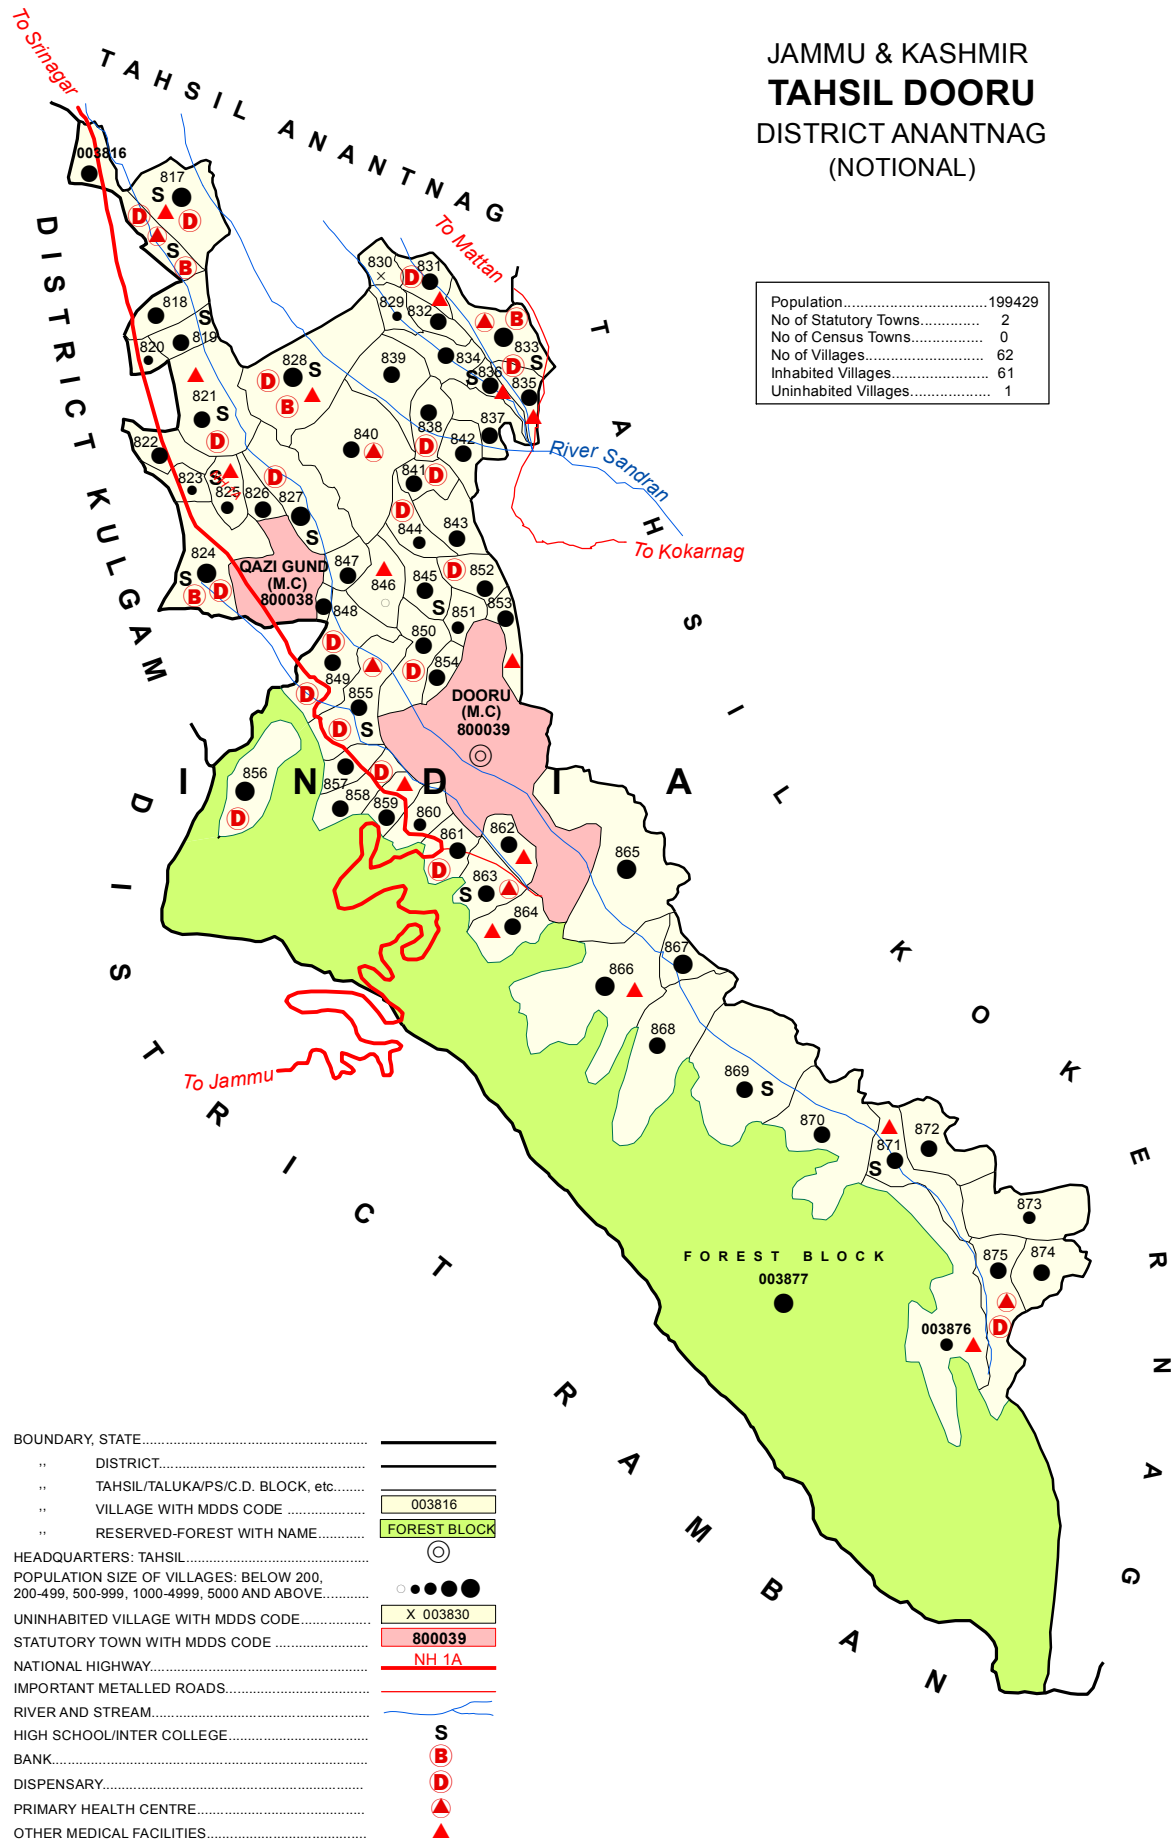 JAMMU & KASHMIR
TAHSIL DOORU
DISTRICT ANANTNAG
(NOTIONAL)
To Srinagar
TAHSIL ANANTNAG
To Mattan
DISTRICT KULGAM
TAHSIL KOKERNAG
DISTRICT RAMBAN
INDIA
Population..............................199429
No of Statutory Towns.............. 2
No of Census Towns................. 0
No of Villages........................... 62
Inhabited Villages...................... 61
Uninhabited Villages................... 1
003816
817
S
D
D
S
B
818
S
819
820
830
D
831
829
832
B
833
D
S
834
S
836
835
828
S
D
B
839
821
S
D
838
837
840
D
842
822
River Sandran
823
S
825
826
D
827
841
D
D
S
844
843
To Kokarnag
824
S
B
D
QAZI GUND
(M.C)
800038
847
846
845
S
D
852
851
853
848
D
850
849
D
854
D
855
S
D
DOORU
(M.C)
800039
856
D
857
D
858
859
860
861
D
862
863
S
864
865
866
867
868
869
S
870
871
S
872
873
874
875
D
To Jammu
FOREST BLOCK
003877
003876
BOUNDARY, STATE
,, DISTRICT
,, TAHSIL/TALUKA/PS/C.D. BLOCK, etc
,, VILLAGE WITH MDDS CODE 003816
,, RESERVED-FOREST WITH NAME FOREST BLOCK
HEADQUARTERS: TAHSIL
POPULATION SIZE OF VILLAGES: BELOW 200,
200-499, 500-999, 1000-4999, 5000 AND ABOVE
UNINHABITED VILLAGE WITH MDDS CODE X 003830
STATUTORY TOWN WITH MDDS CODE 800039
NATIONAL HIGHWAY NH 1A
IMPORTANT METALLED ROADS
RIVER AND STREAM
HIGH SCHOOL/INTER COLLEGE S
BANK B
DISPENSARY D
PRIMARY HEALTH CENTRE
OTHER MEDICAL FACILITIES